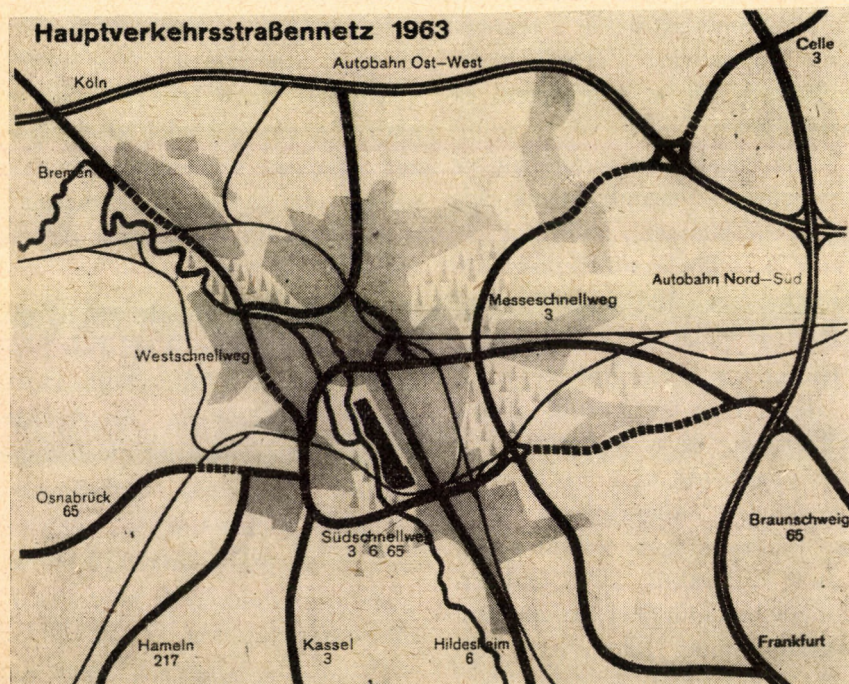 Hauptverkehrsstraßennetz 1963
Celle
3
Autobahn Ost-West
Köln
Bremen
Autobahn Nord-Süd
Messeschnellweg
3
Westschnellweg
Osnabrück
65
Braunschweig
65
Südschnellweg
3 6 65
Hameln
217
Kassel
3
Hildesheim
6
Frankfurt